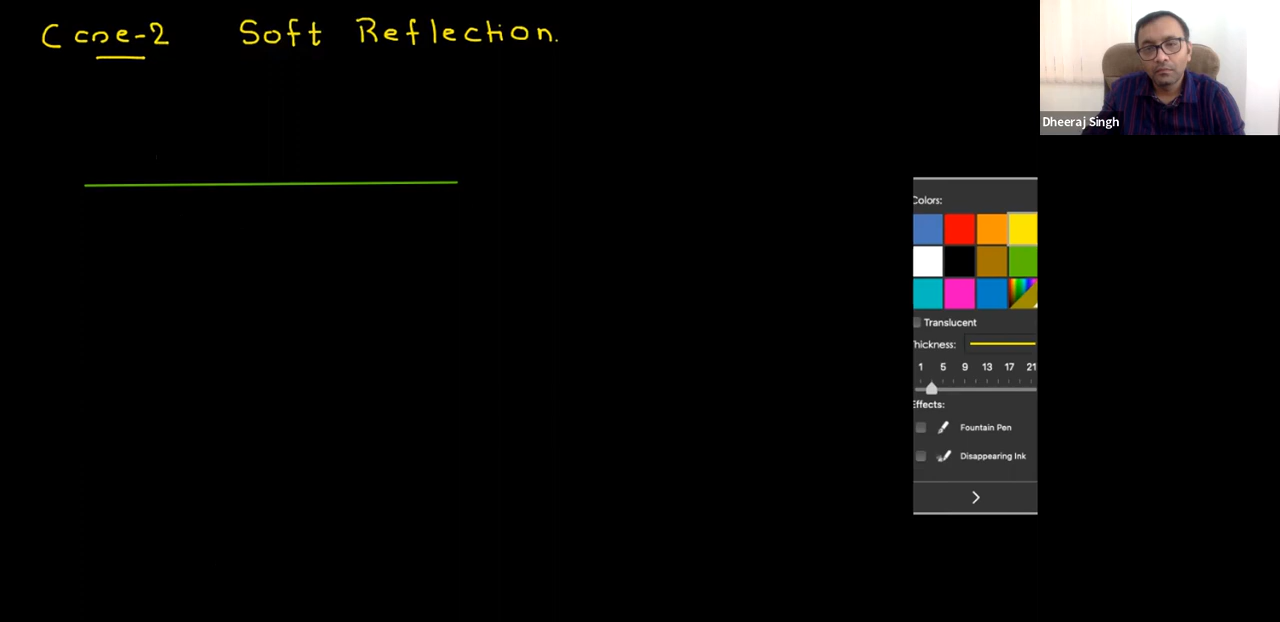 Case-2 Soft Reflection.
Dheeraj Singh
Colors:
Translucent
Thickness:
1 5 9 13 17 21
Effects:
Fountain Pen
Disappearing Ink